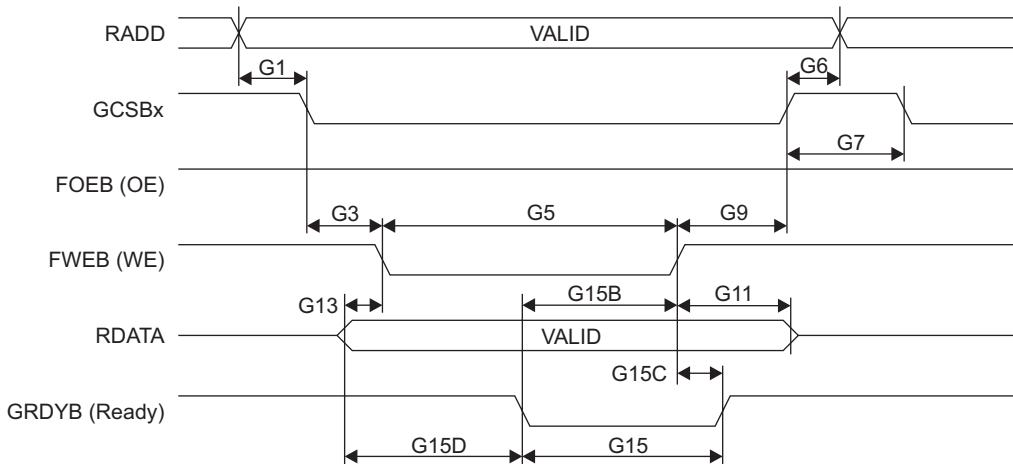 RADD VALID
G1 G6
GCSBx
G7
FOEB (OE)
G3 G5 G9
FWEB (WE)
G13 G15B G11
RDATA VALID
G15C
GRDYB (Ready)
G15D G15